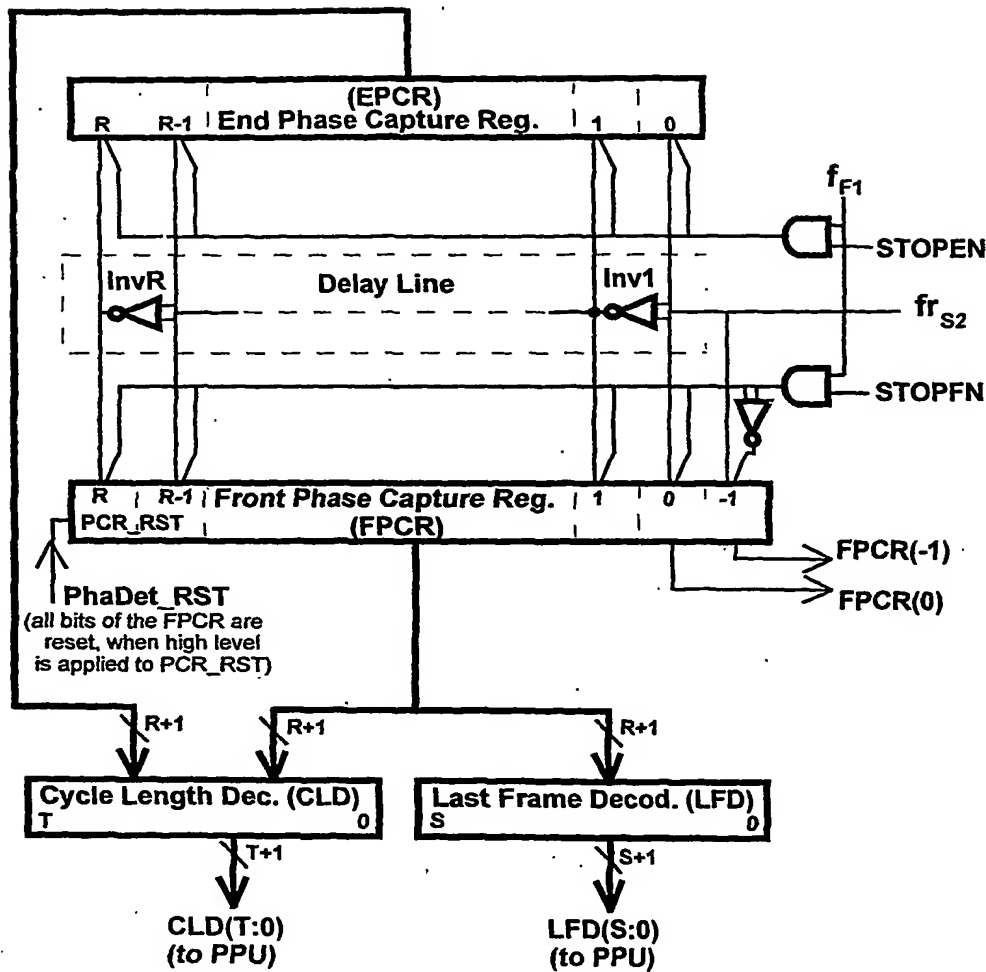 (EPCR)
R R-1 End Phase Capture Reg. 1 0
f F1
STOPEN
InvR Delay Line Inv1
fr S2
STOPFN
R R-1 Front Phase Capture Reg. 1 0 -1
PCR_RST (FPCR)
FPCR(-1)
PhaDet_RST
FPCR(0)
(all bits of the FPCR are
reset, when high level
is applied to PCR_RST)
R+1 R+1 R+1
Cycle Length Dec. (CLD)
T 0
Last Frame Decod. (LFD)
S 0
T+1 S+1
CLD(T:0)
(to PPU)
LFD(S:0)
(to PPU)